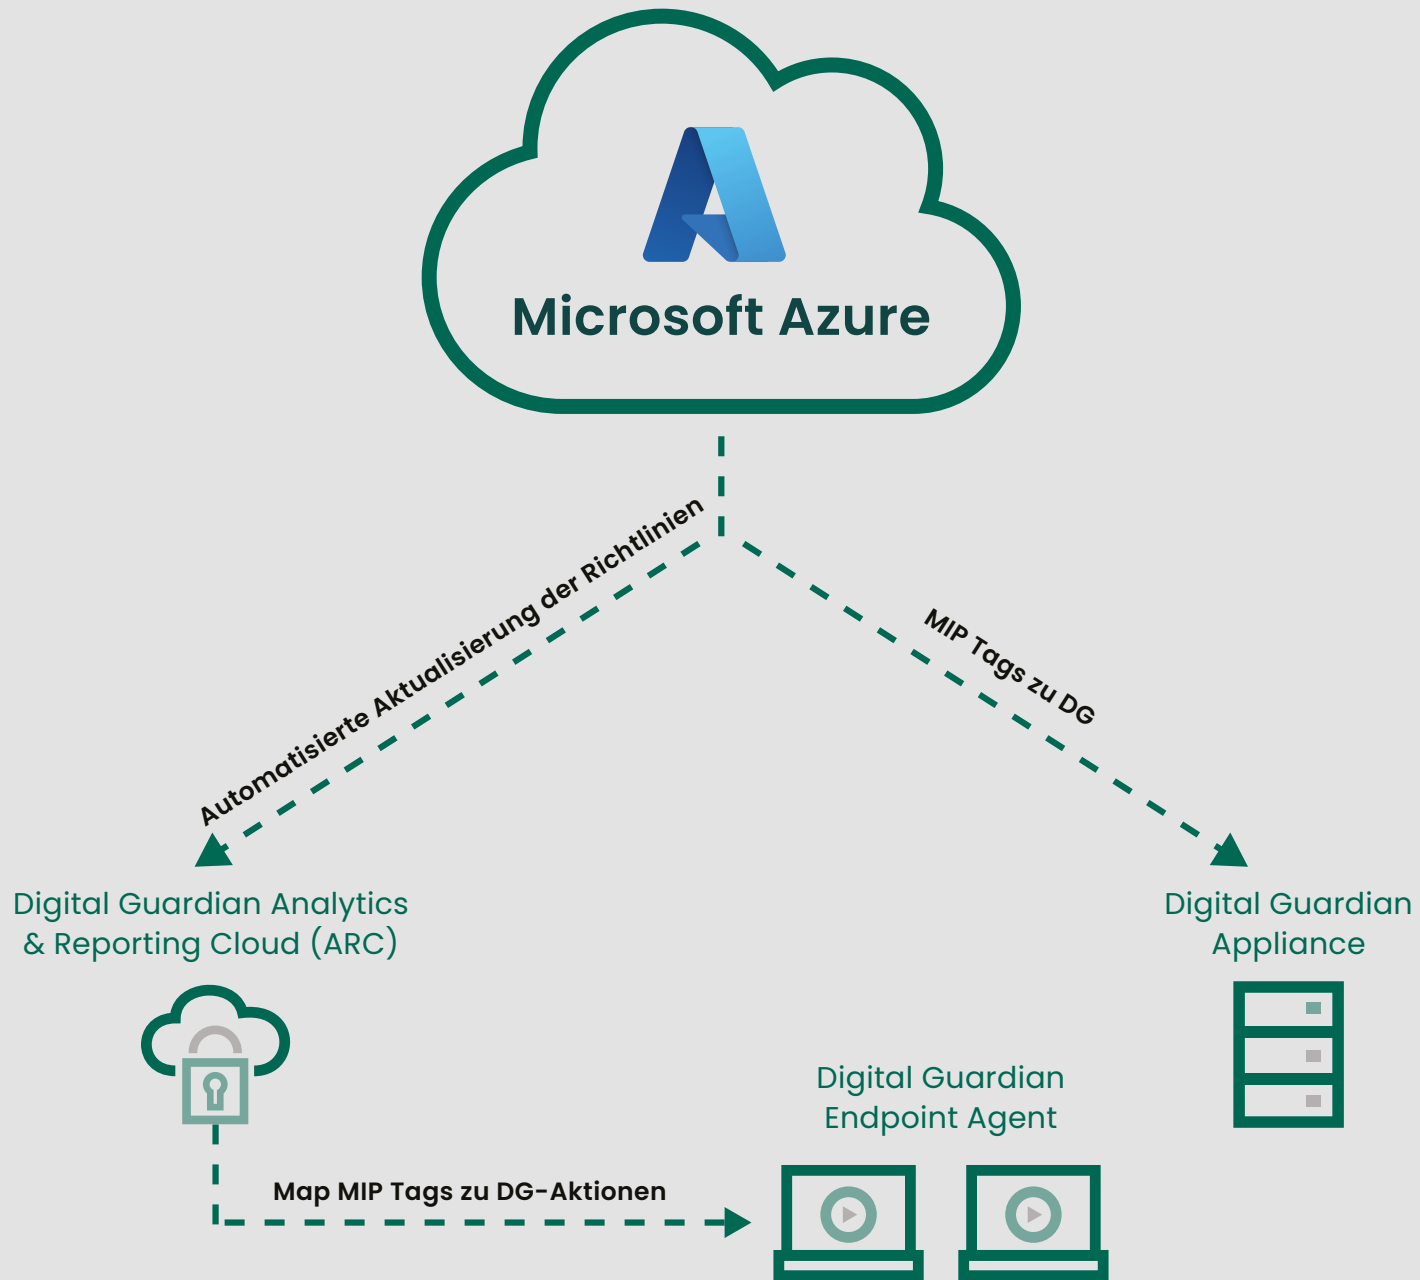 Microsoft Azure
Automatisierte Aktualisierung der Richtlinien
MIP Tags zu DG
Digital Guardian Analytics
& Reporting Cloud (ARC)
Digital Guardian
Appliance
Digital Guardian
Endpoint Agent
Map MIP Tags zu DG-Aktionen